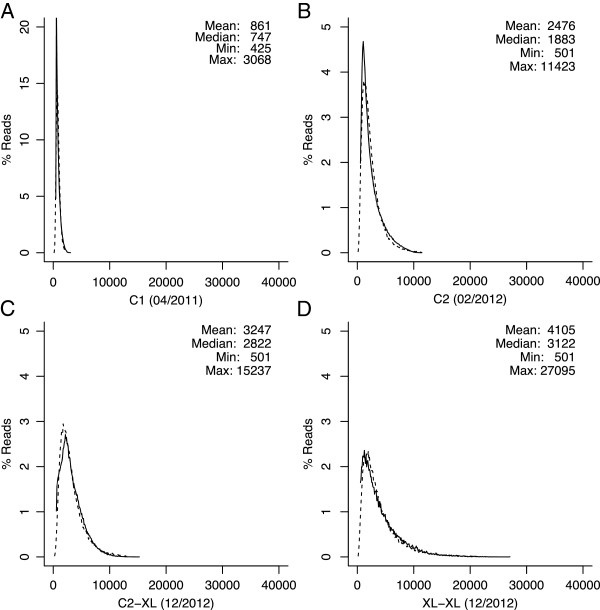 A
Mean: 861
Median: 747
Min: 425
Max: 3068
% Reads
20
15
10
5
0
0 10000 20000 30000 40000
C1 (04/2011)
B
Mean: 2476
Median: 1883
Min: 501
Max: 11423
% Reads
5
4
3
2
1
0
0 10000 20000 30000 40000
C2 (02/2012)
C
Mean: 3247
Median: 2822
Min: 501
Max: 15237
% Reads
5
4
3
2
1
0
0 10000 20000 30000 40000
C2−XL (12/2012)
D
Mean: 4105
Median: 3122
Min: 501
Max: 27095
% Reads
5
4
3
2
1
0
0 10000 20000 30000 40000
XL−XL (12/2012)